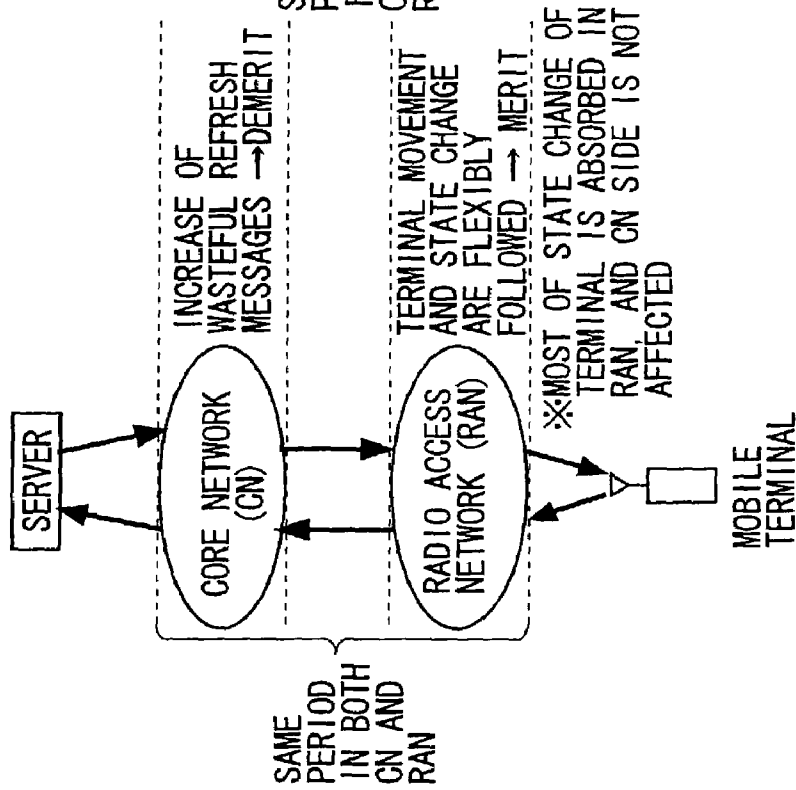 SERVER
CORE NETWORK
(CN)
INCREASE OF
WASTEFUL REFRESH
MESSAGES →DEMERIT
SAME
PERIOD
IN BOTH
CN AND
RAN
RADIO ACCESS
NETWORK (RAN)
TERMINAL MOVEMENT
AND STATE CHANGE
ARE FLEXIBLY
FOLLOWED → MERIT
※MOST OF STATE CHANGE OF
TERMINAL IS ABSORBED IN
RAN, AND CN SIDE IS NOT
AFFECTED
MOBILE
TERMINAL